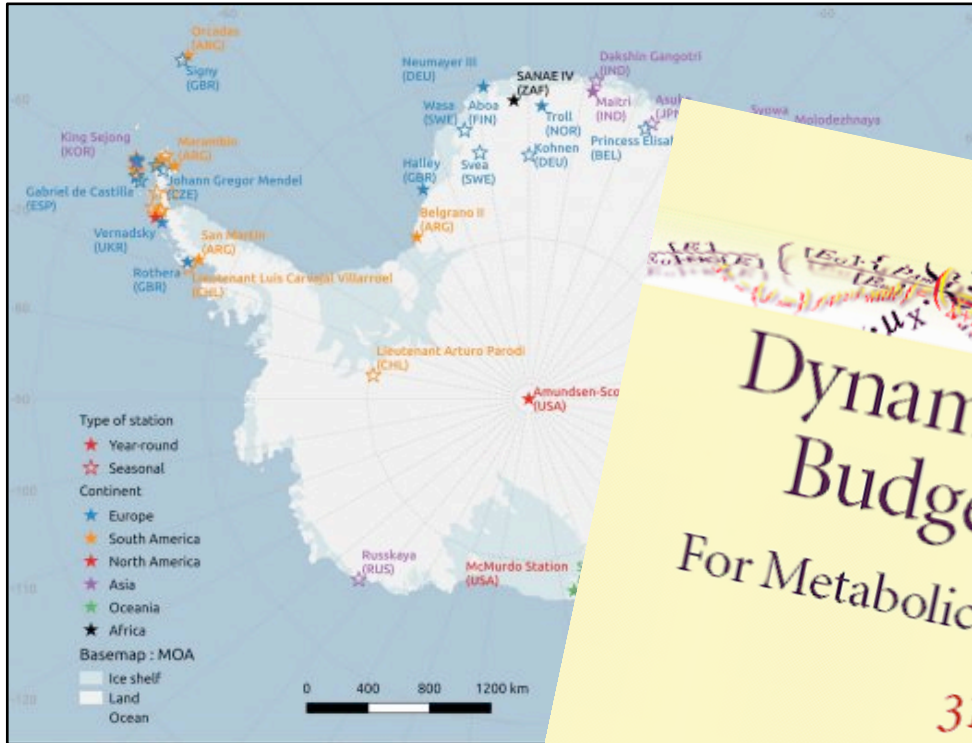 Orcadas
(ARG)
Signy
(GBR)
Neumayer III
(DEU)
SANAE IV
(ZAF)
Dakshin Gangotri
(IND)
Wasa
(SWE)
Aboa
(FIN)
Troll
(NOR)
Maitri
(IND)
Asuka
(JPN)
Syowa
Molodezhnaya
King Sejong
(KOR)
Marambio
(ARG)
Halley
(GBR)
Svea
(SWE)
Kohnen
(DEU)
Princess Elisa
(BEL)
Gabriel de Castilla
(ESP)
Johann Gregor Mendel
(CZE)
Vernadsky
(UKR)
San Martin
(ARG)
Belgrano II
(ARG)
Rothera
(GBR)
Lieutenant Luis Carvajal Villarroel
(CHL)
Lieutenant Arturo Parodi
(CHL)
Amundsen-Sco
(USA)
Type of station
Year-round
Seasonal
Continent
Europe
South America
North America
Asia
Oceania
Africa
Basemap : MOA
Ice shelf
Land
Ocean
Russkaya
(RUS)
McMurdo Station
(USA)
0 400 800 1200 km
Dynam
Budge
For Metabolic